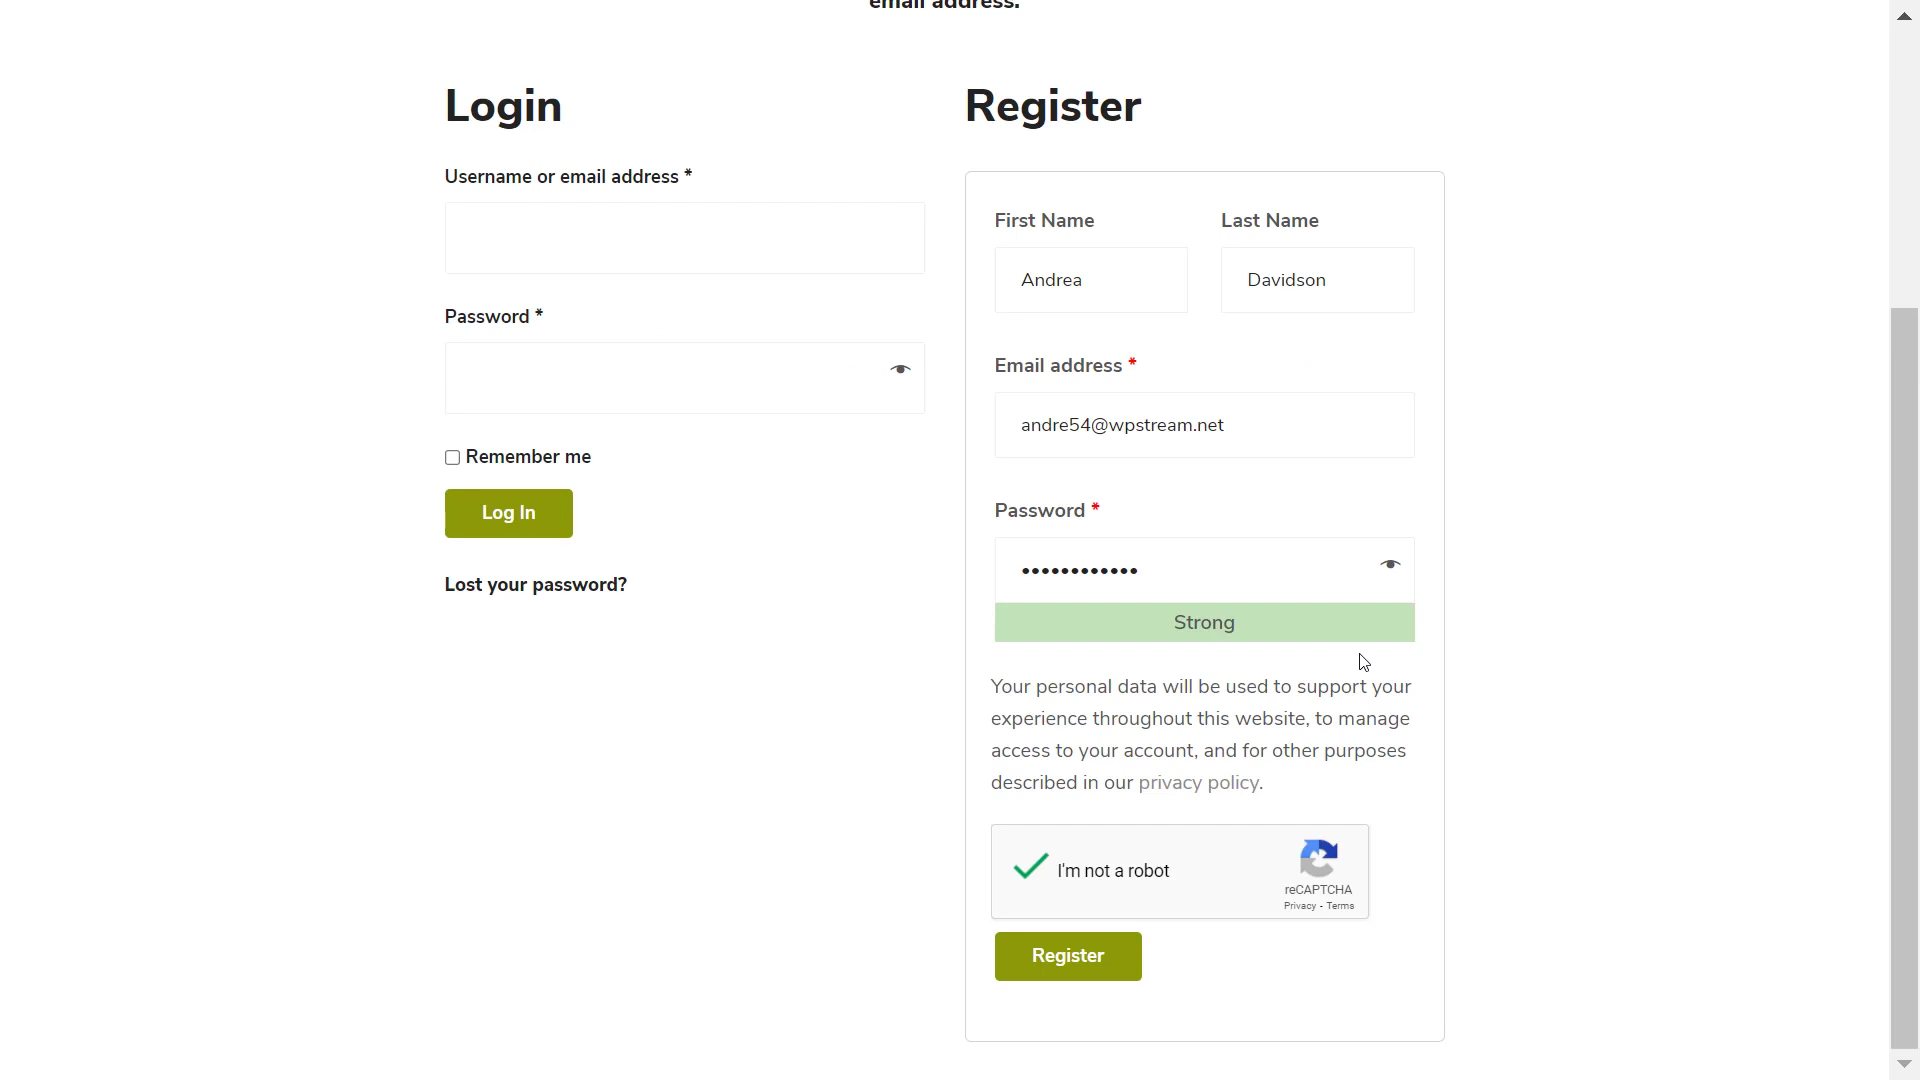 email address.
Login
Username or email address *
Password *
Remember me
Log In
Lost your password?
Register
First Name
Last Name
Andrea
Davidson
Email address *
andre54@wpstream.net
Password *
••••••••••••
Strong
Your personal data will be used to support your
experience throughout this website, to manage
access to your account, and for other purposes
described in our privacy policy.
I'm not a robot
reCAPTCHA
Privacy - Terms
Register